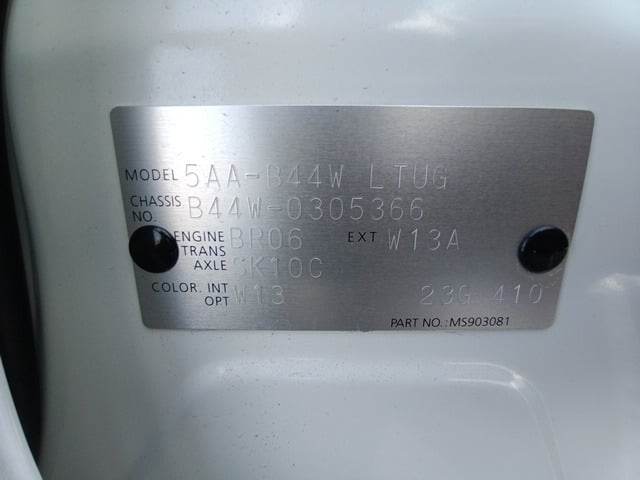 MODEL 5AA-B44W LTUG
CHASSIS NO. B44W-0305366
ENGINE BR06 EXT W13A
TRANS AXLE SK10C
COLOR. INT OPT W13 23G 410
PART NO.: MS903081